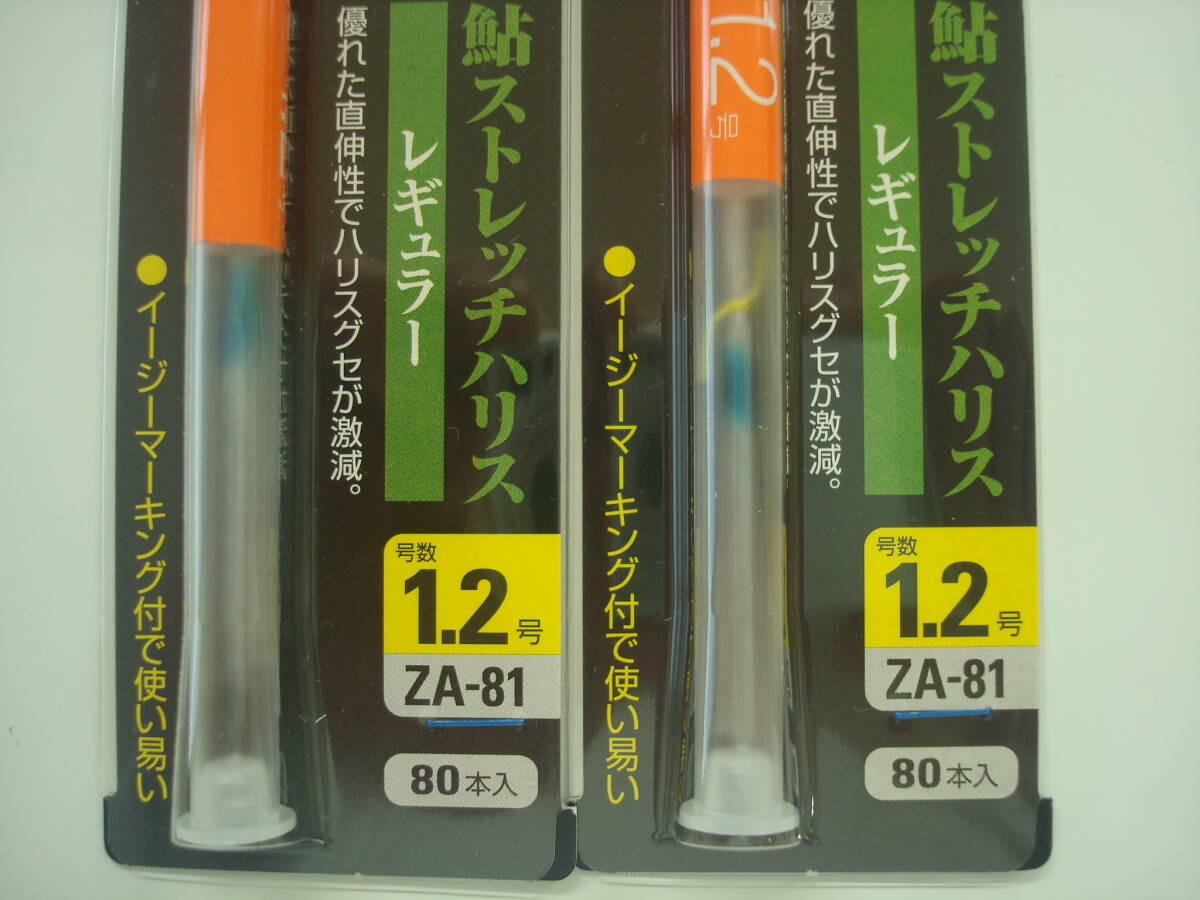 鮎ストレッチハリス
レギュラー
優れた直伸性でハリスグセが激減。
●イージーマーキング付で使い易い
号数
1.2号
ZA-81
80本入
鮎ストレッチハリス
レギュラー
優れた直伸性でハリスグセが激減。
1.2号
●イージーマーキング付で使い易い
号数
1.2号
ZA-81
80本入